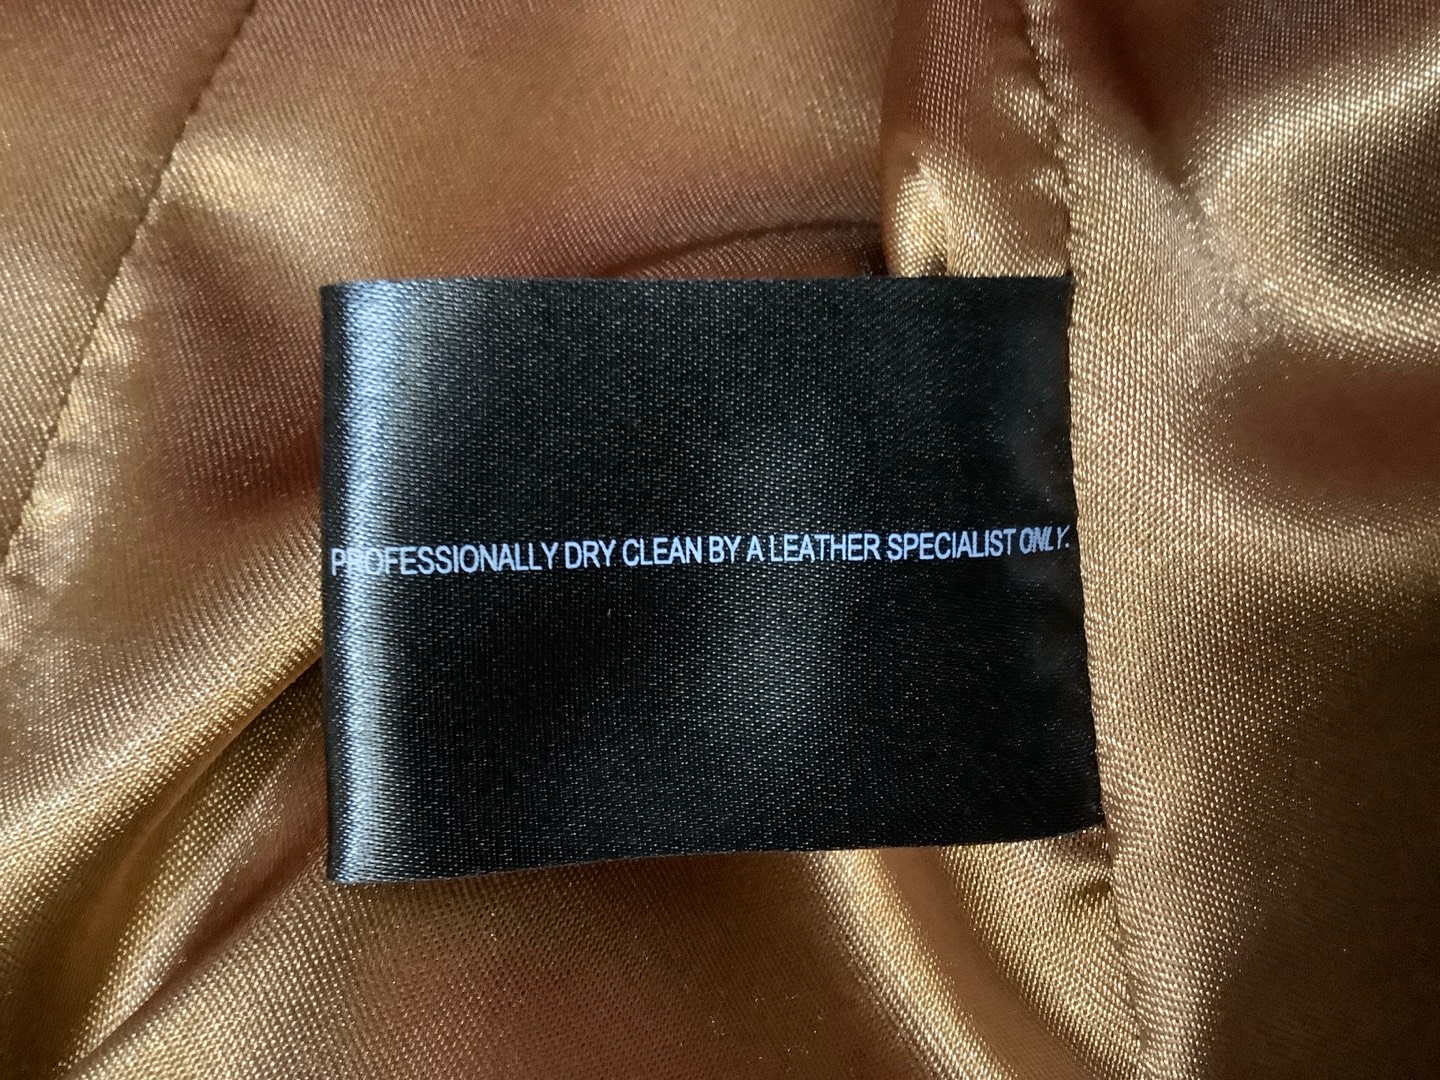 PROFESSIONALLY DRY CLEAN BY A LEATHER SPECIALIST ONLY.